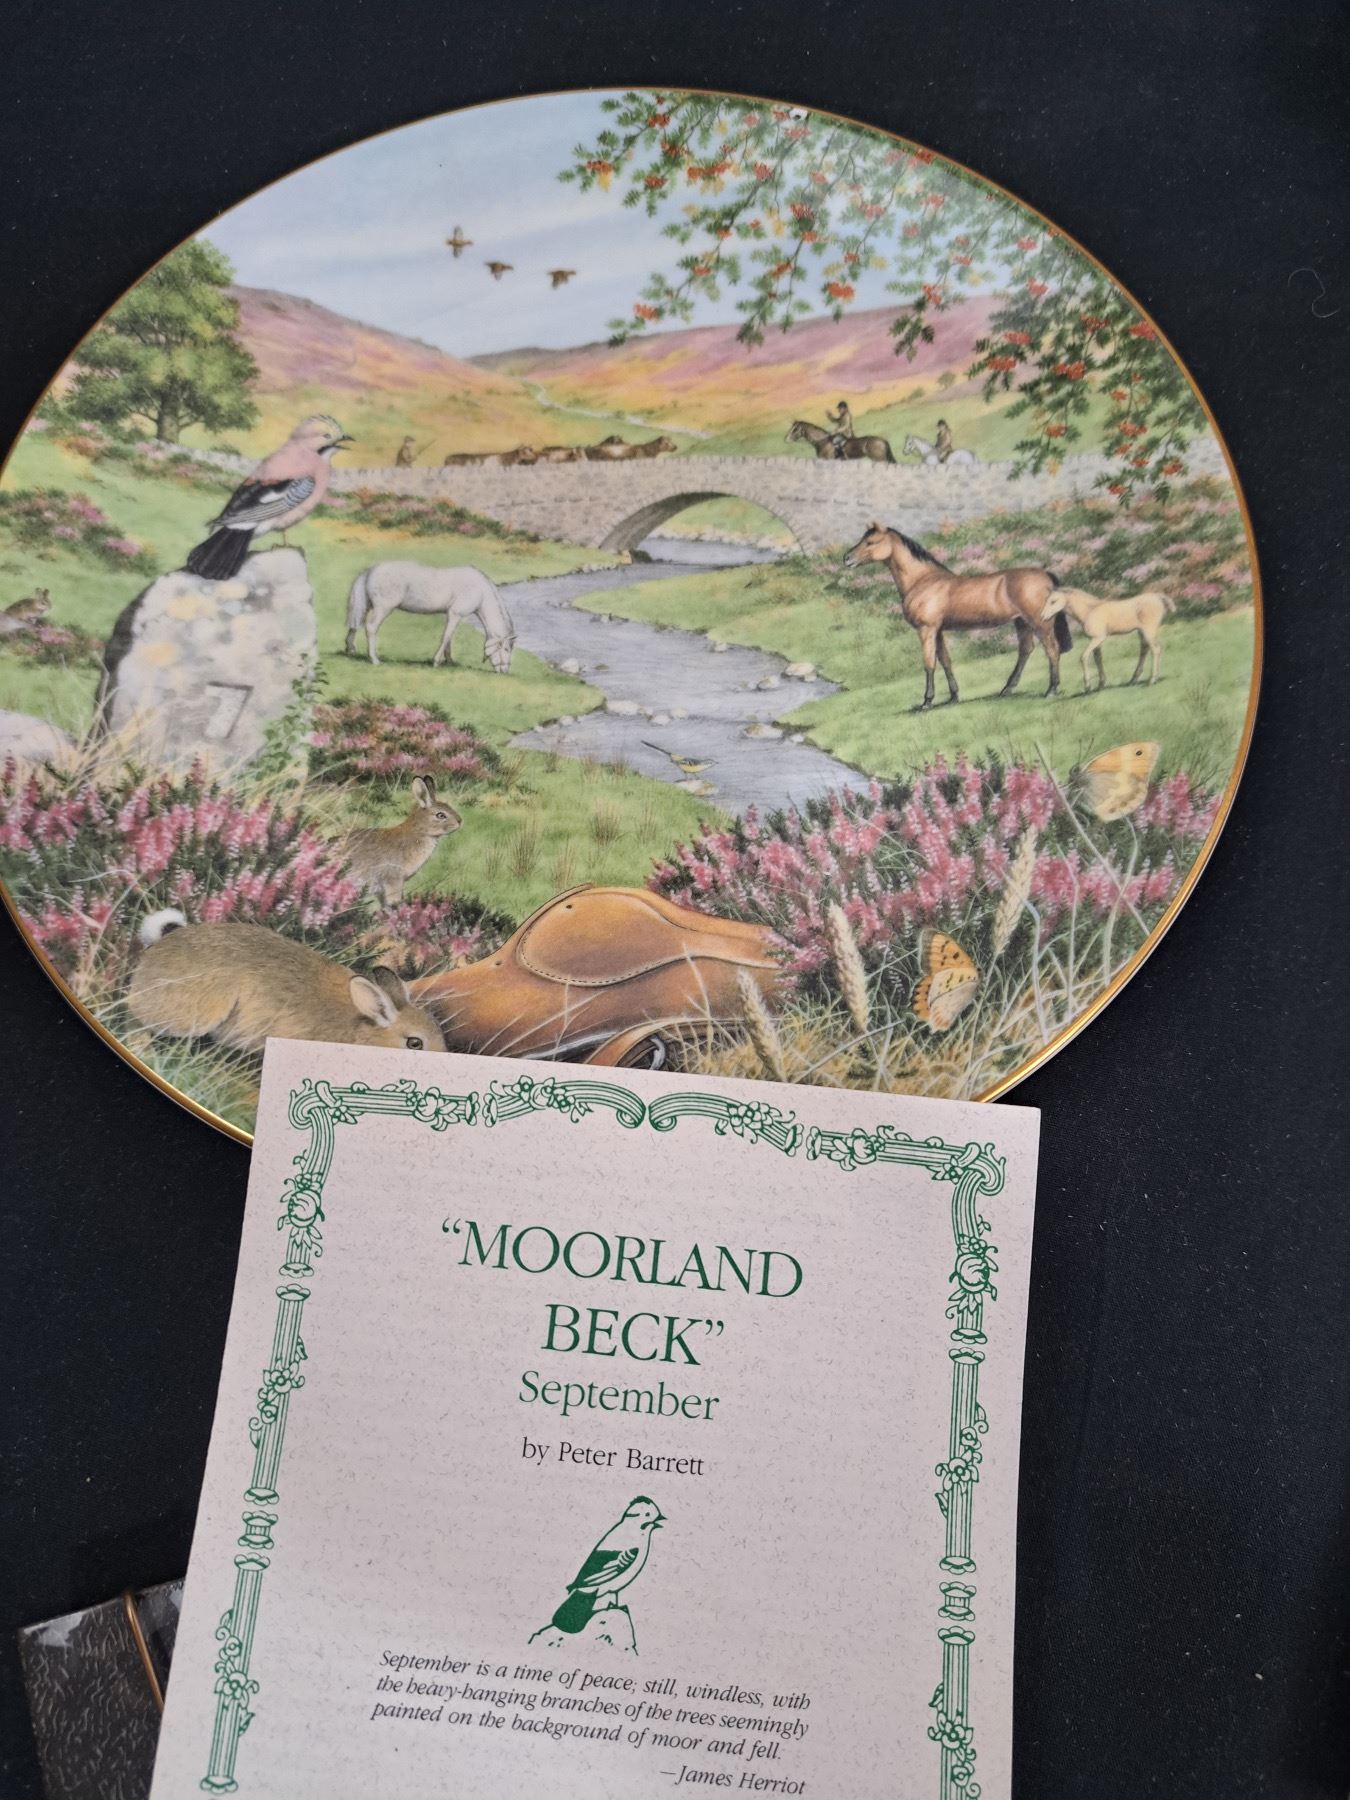 7
"MOORLAND
BECK"
September
by Peter Barrett
September is a time of peace; still, windless, with
the heavy-hanging branches of the trees seemingly
painted on the background of moor and fell.
—James Herriot